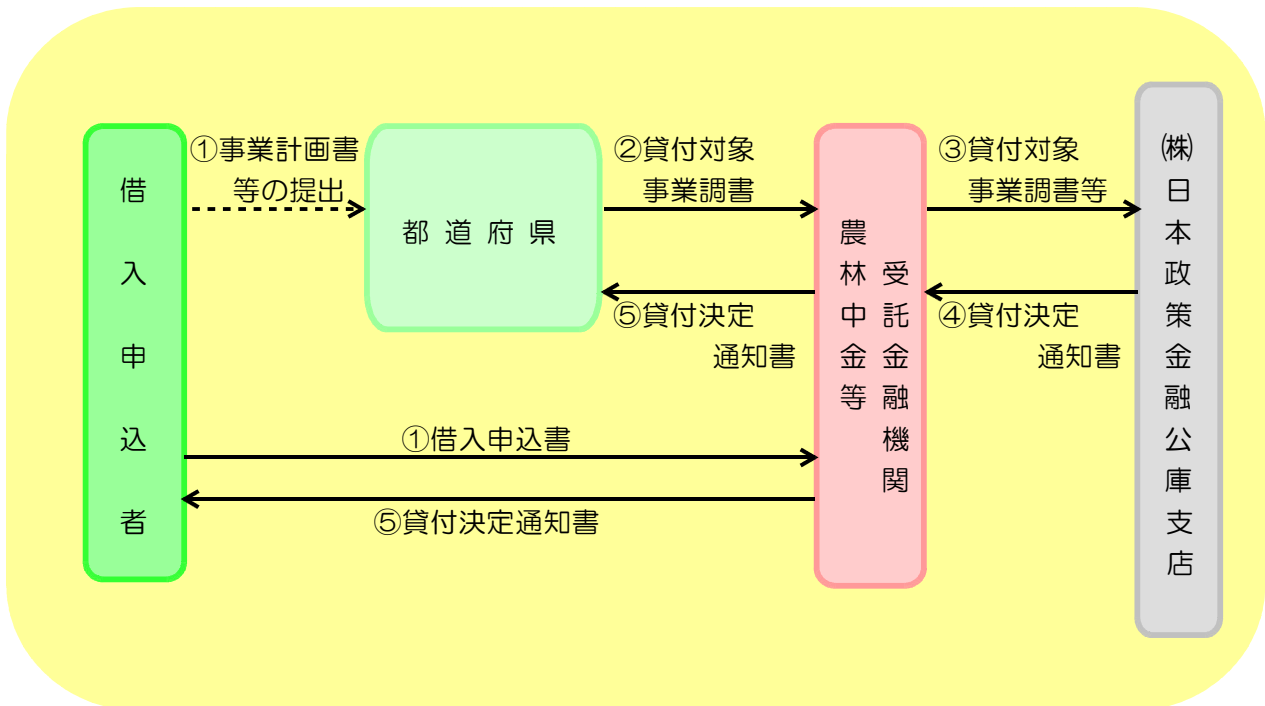 借入申込者
①事業計画書
等の提出
都道府県
②貸付対象
事業調書
⑤貸付決定
通知書
受託金融機関
農林中金等
③貸付対象
事業調書等
④貸付決定
通知書
㈱日本政策金融公庫支店
①借入申込書
⑤貸付決定通知書